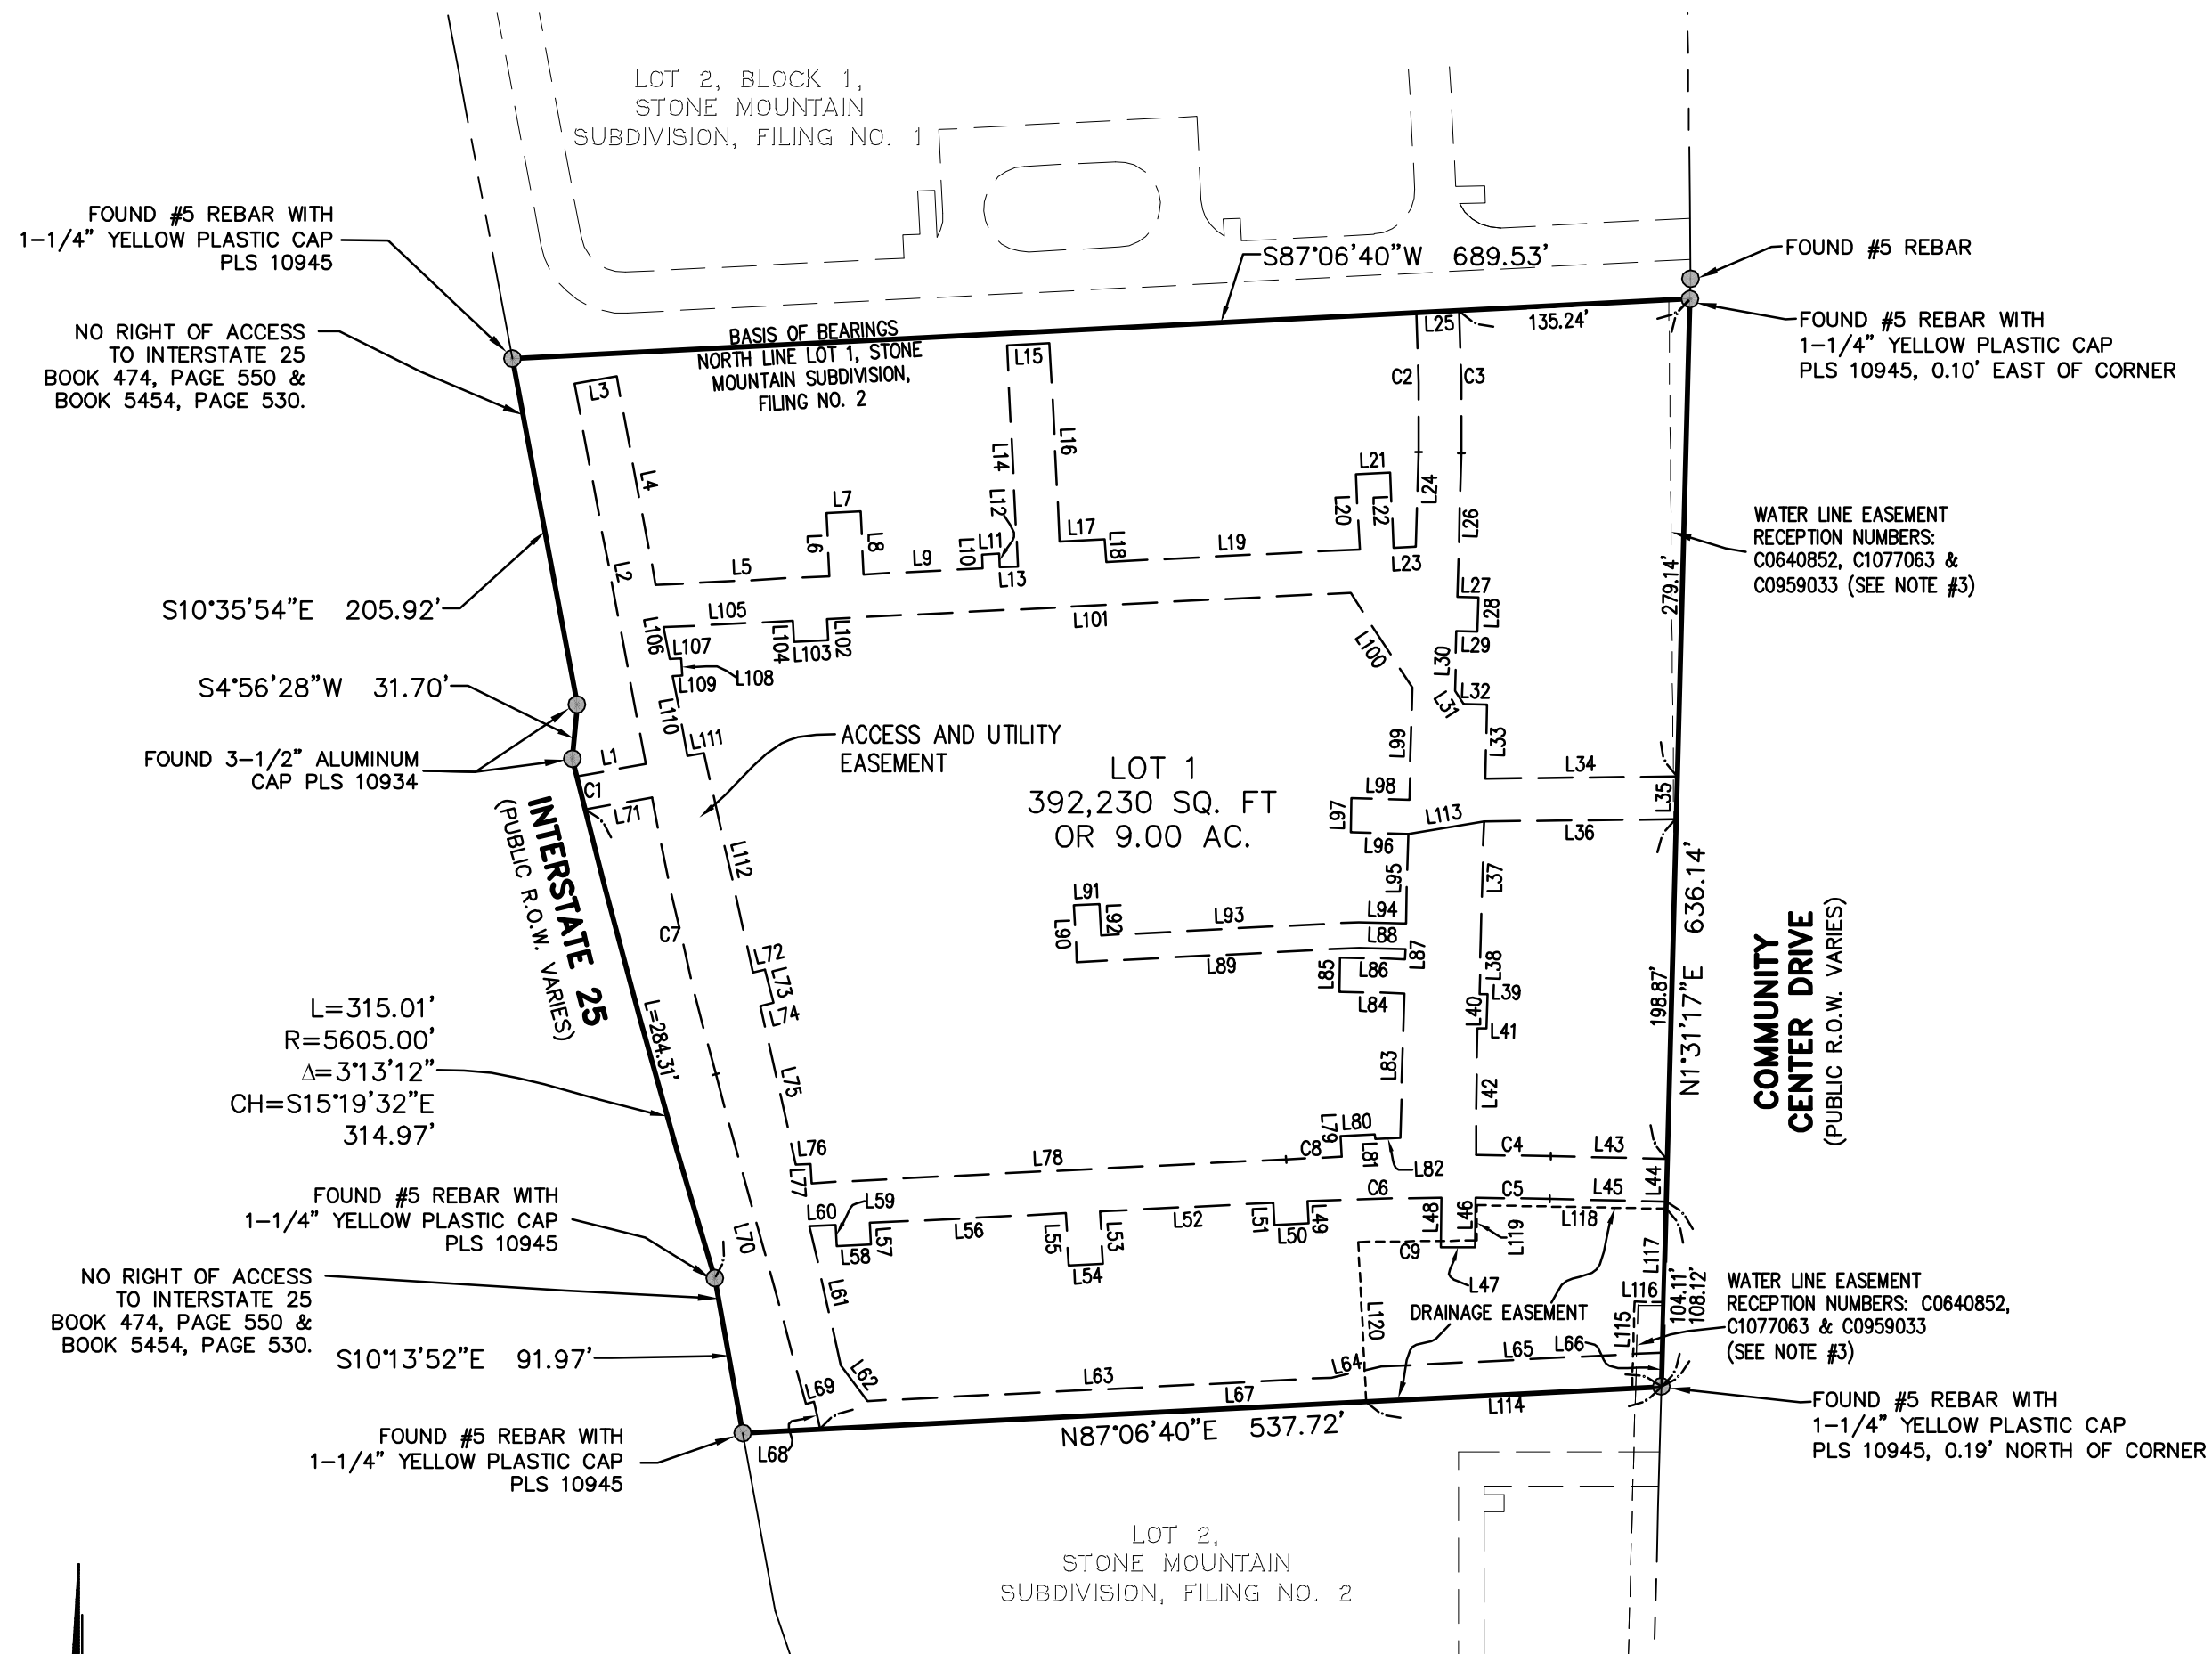 LOT 2, BLOCK 1,
STONE MOUNTAIN
SUBDIVISION, FILING NO. 1
FOUND #5 REBAR WITH
1-1/4" YELLOW PLASTIC CAP
PLS 10945
NO RIGHT OF ACCESS
TO INTERSTATE 25
BOOK 474, PAGE 550 &
BOOK 5454, PAGE 530.
S87°06'40"W 689.53'
FOUND #5 REBAR
FOUND #5 REBAR WITH
1-1/4" YELLOW PLASTIC CAP
PLS 10945, 0.10' EAST OF CORNER
BASIS OF BEARINGS
NORTH LINE LOT 1, STONE
MOUNTAIN SUBDIVISION,
FILING NO. 2
L25
135.24'
L15
L3
C2
C3
L4
L14
L16
L21
L7
L12
L20
L22
L24
L26
L6
L8
L10
L11
L17
L18
L19
L23
L9
L13
L5
L2
WATER LINE EASEMENT
RECEPTION NUMBERS:
C0640852, C1077063 &
C0959033 (SEE NOTE #3)
279.14'
S10°35'54"E 205.92'
L27
L28
L29
L30
L31
L32
L33
L34
L35
L36
L105
L106
L107
L104
L103
L102
L101
L100
L108
L109
L110
L111
S4°56'28"W 31.70'
FOUND 3-1/2" ALUMINUM
CAP PLS 10934
L1
C1
L71
ACCESS AND UTILITY
EASEMENT
LOT 1
392,230 SQ. FT
OR 9.00 AC.
L99
L98
L97
L96
L113
L95
L37
L112
INTERSTATE 25
(PUBLIC R.O.W. VARIES)
C7
L91
L90
L92
L93
L94
L88
L87
L89
L86
L85
L84
L38
L39
L40
L41
L42
L83
L72
L73
L74
L75
198.87'
N1°31'17"E 636.14'
COMMUNITY
CENTER DRIVE
(PUBLIC R.O.W. VARIES)
L=315.01'
R=5605.00'
Δ=3°13'12"
CH=S15°19'32"E
314.97'
L=284.31'
L76
L77
L78
C8
L79
L80
L81
L82
C4
L43
L44
FOUND #5 REBAR WITH
1-1/4" YELLOW PLASTIC CAP
PLS 10945
L70
L60
L59
L58
L57
L56
L55
L54
L53
L52
L51
L50
L49
C6
L48
L46
C5
L45
L118
L119
C9
L47
L117
NO RIGHT OF ACCESS
TO INTERSTATE 25
BOOK 474, PAGE 550 &
BOOK 5454, PAGE 530.
L61
L62
L120
DRAINAGE EASEMENT
L116
L115
104.11'
108.12'
WATER LINE EASEMENT
RECEPTION NUMBERS: C0640852,
C1077063 & C0959033
(SEE NOTE #3)
S10°13'52"E 91.97'
L69
L63
L64
L65
L66
L67
L114
L68
N87°06'40"E 537.72'
FOUND #5 REBAR WITH
1-1/4" YELLOW PLASTIC CAP
PLS 10945
FOUND #5 REBAR WITH
1-1/4" YELLOW PLASTIC CAP
PLS 10945, 0.19' NORTH OF CORNER
LOT 2,
STONE MOUNTAIN
SUBDIVISION, FILING NO. 2